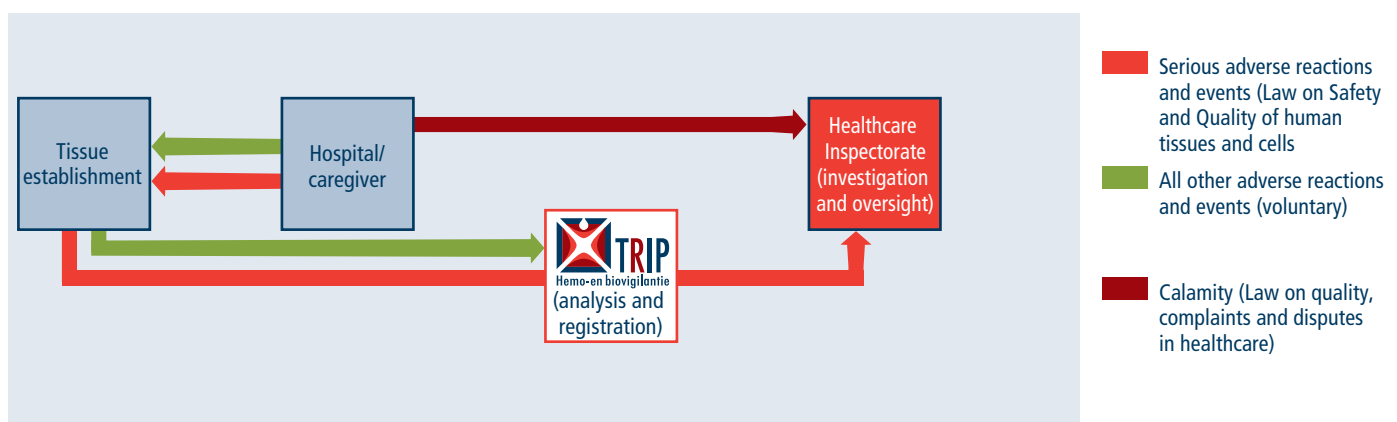 Tissue
establishment
Hospital/
caregiver
Healthcare
Inspectorate
(investigation
and oversight)
TRIP
Hemo-en biovigilantie
(analysis and
registration)
Serious adverse reactions
and events (Law on Safety
and Quality of human
tissues and cells
All other adverse reactions
and events (voluntary)
Calamity (Law on quality,
complaints and disputes
in healthcare)